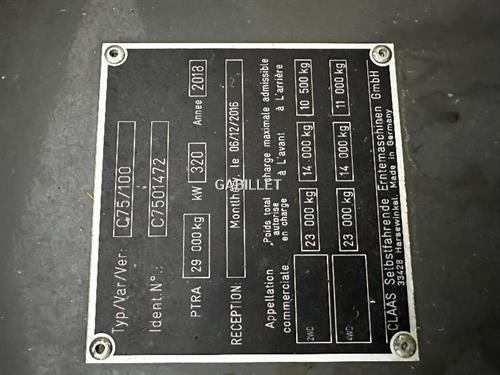 Typ/Var/Ver: C75/100
Ident.N°.: C7501472
PTRA 29 000 kg kW 320 Annee 2018
RECEPTION: Montlhéry le 06/12/2016
Appellation commerciale Poids total autorise en charge charge maximale admissible à L'avant à L'arrière
2WD 23 000 kg 14 000 kg 10 500 kg
4WD 23 000 kg 14 000 kg 11 000 kg
CLAAS Selbstfahrende Erntemaschinen GmbH
33428 Harsewinkel, Made in Germany
GABILLET